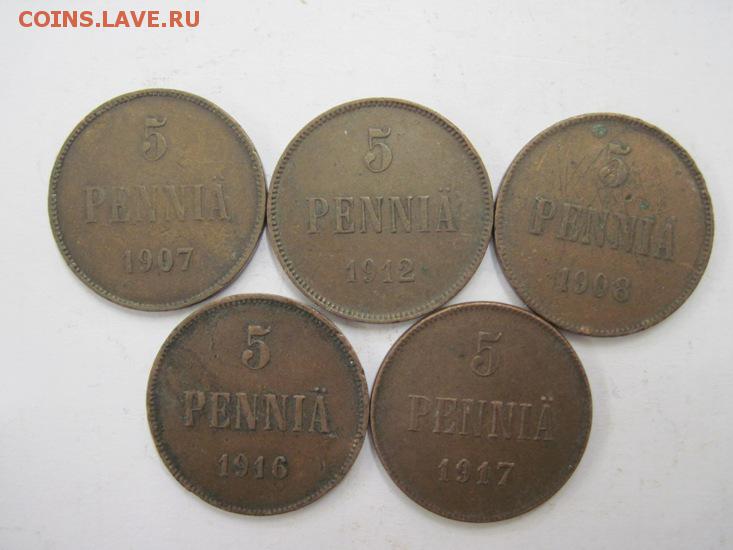 COINS.LAVE.RU
5
PENNIÄ
1907
5
PENNIÄ
1912
5
PENNIÄ
1908
5
PENNIÄ
1916
5
PENNIÄ
1917